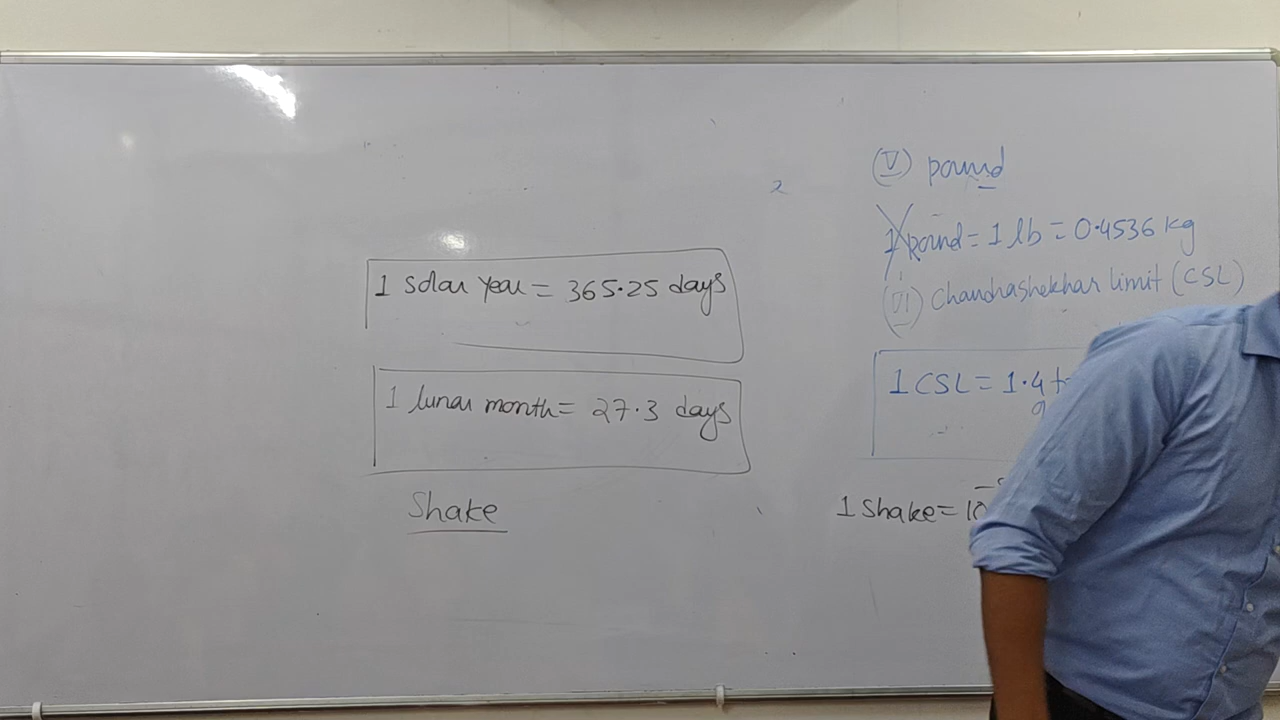 1 Solar Year = 365.25 days
1 lunar month = 27.3 days
Shake
(V) pound
1 pound = 1 lb = 0.4536 kg
(VI) Chandrashekhar limit (CSL)
1 CSL = 1.4
1 Shake = 10